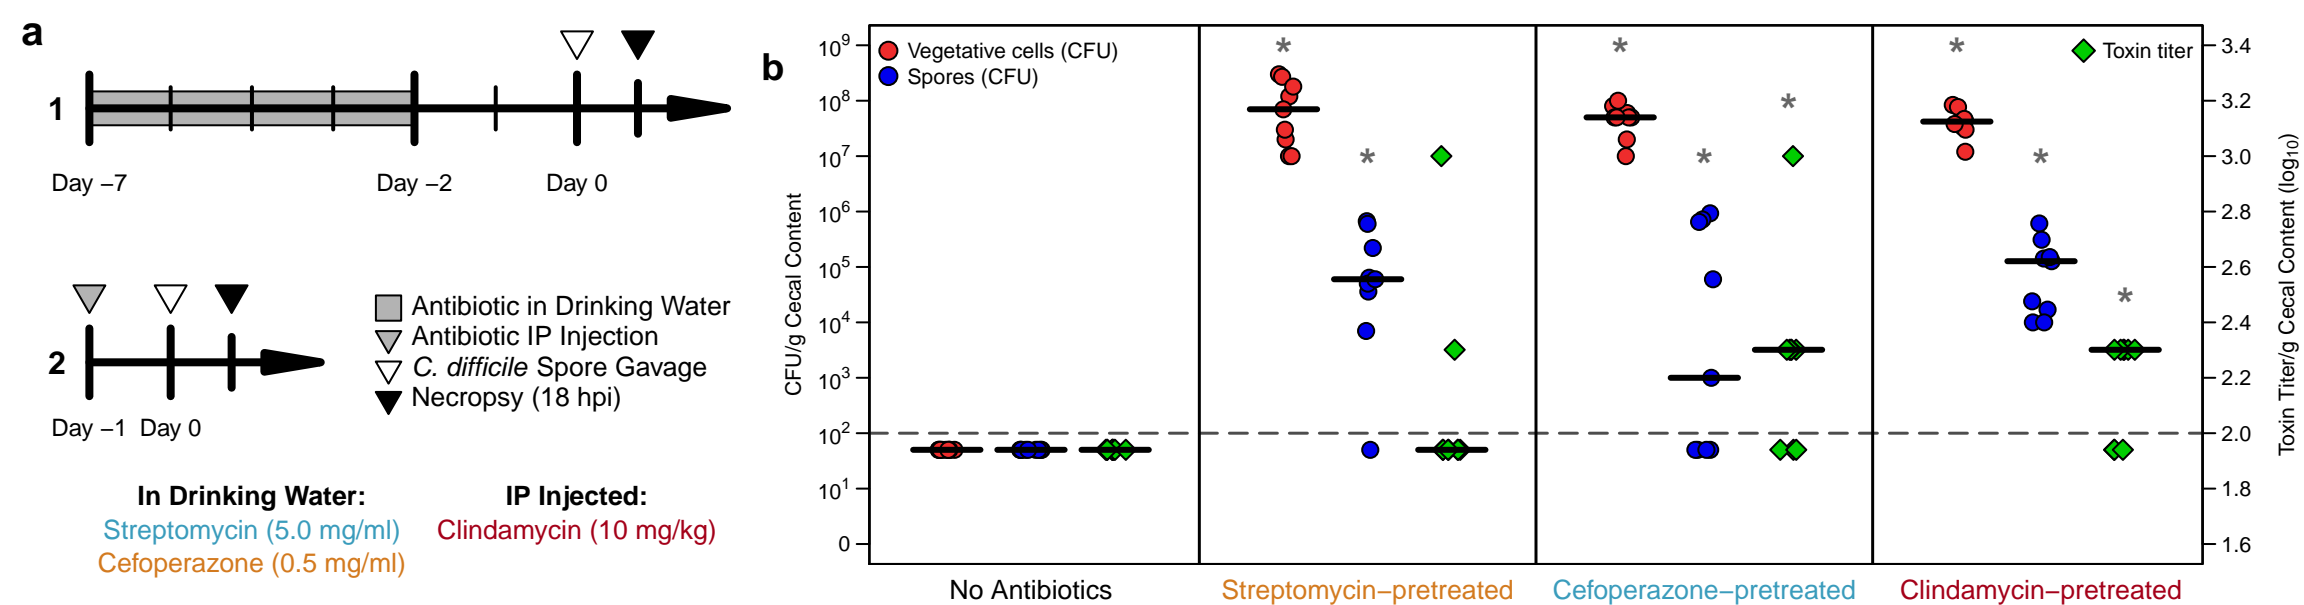 a
1
Day −7
Day −2
Day 0
2
Day −1
Day 0
Antibiotic in Drinking Water
Antibiotic IP Injection
C. difficile Spore Gavage
Necropsy (18 hpi)
In Drinking Water:
Streptomycin (5.0 mg/ml)
Cefoperazone (0.5 mg/ml)
IP Injected:
Clindamycin (10 mg/kg)
b
CFU/g Cecal Content
10⁹
10⁸
10⁷
10⁶
10⁵
10⁴
10³
10²
10¹
0
Vegetative cells (CFU)
Spores (CFU)
*
*
*
*
*
Toxin titer
*
*
*
3.4
3.2
3.0
2.8
2.6
2.4
2.2
2.0
1.8
1.6
Toxin Titer/g Cecal Content (log₁₀)
No Antibiotics
Streptomycin−pretreated
Cefoperazone−pretreated
Clindamycin−pretreated